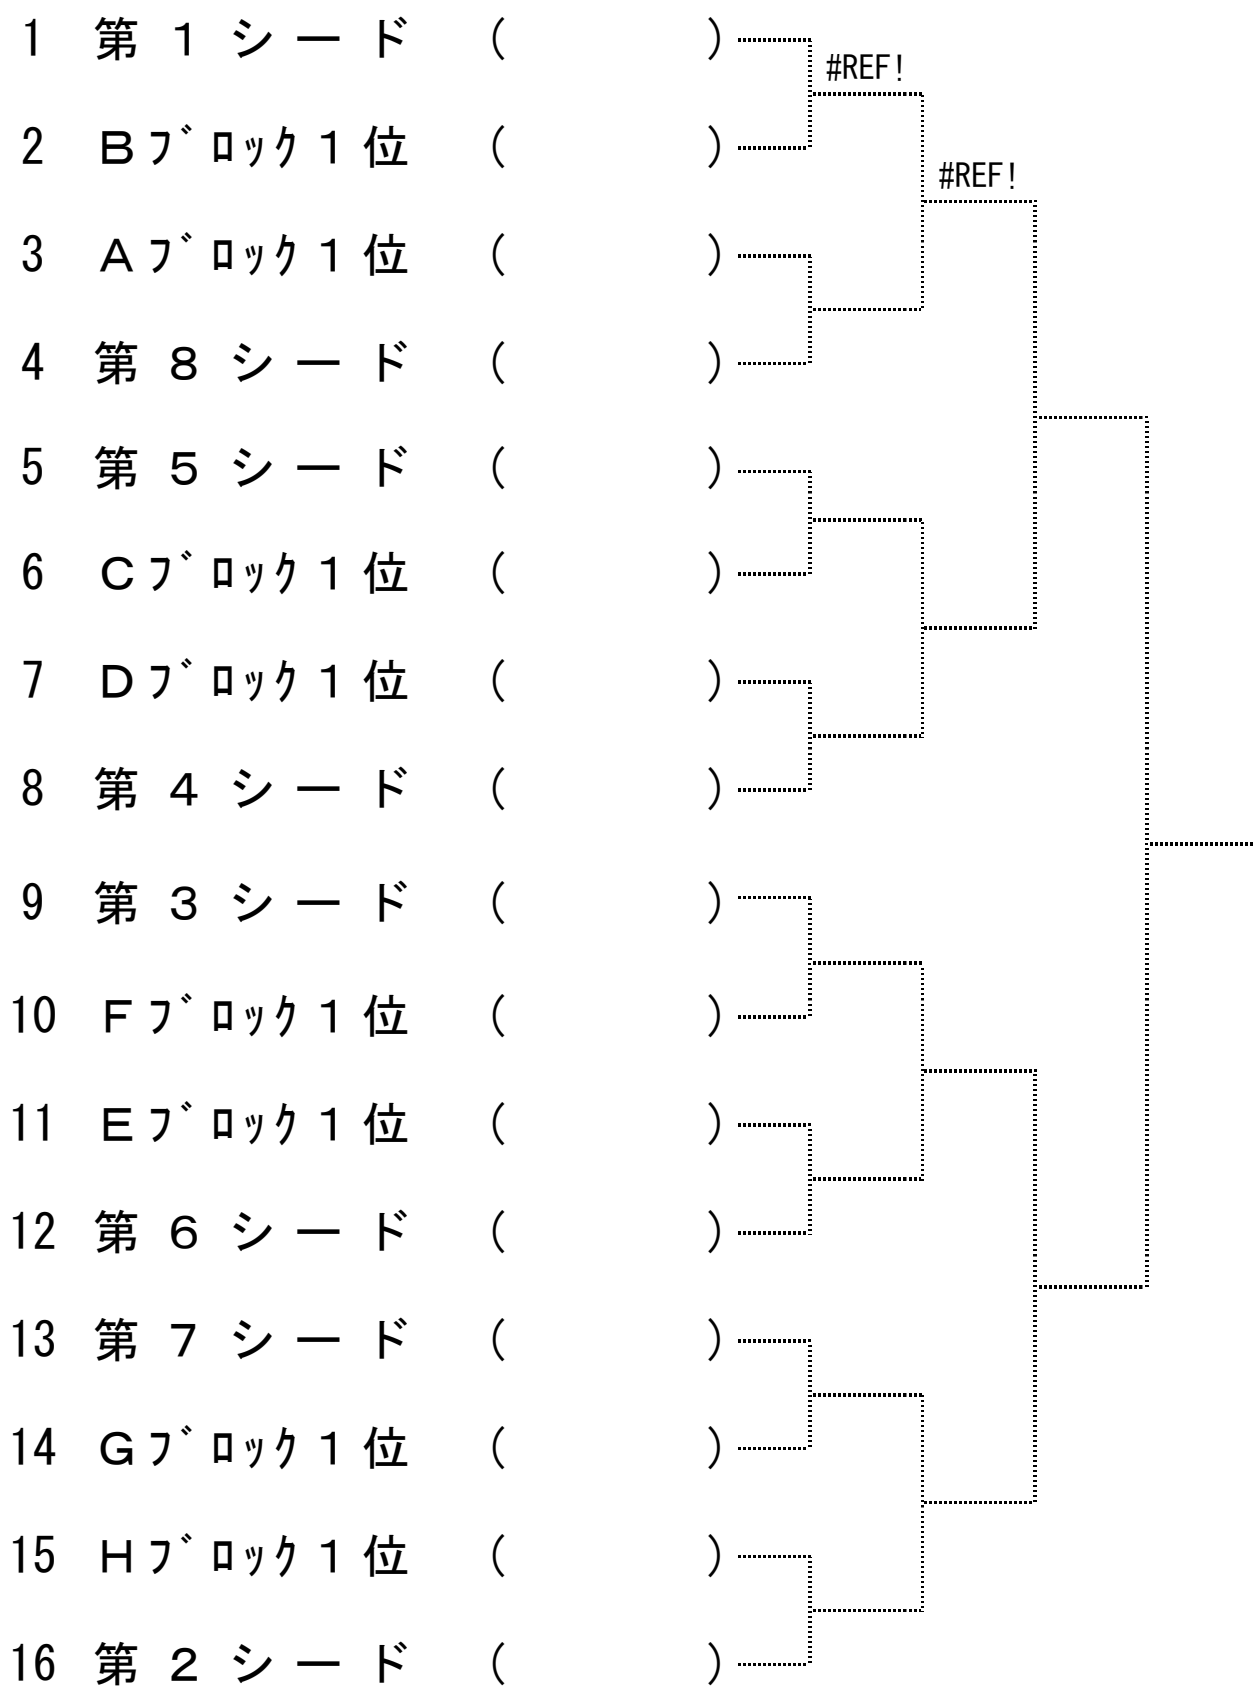 1 第１シード ( )
#REF!
2 Ｂﾌﾞﾛｯｸ１位 ( )
#REF!
3 Ａﾌﾞﾛｯｸ１位 ( )
4 第８シード ( )
5 第５シード ( )
6 Ｃﾌﾞﾛｯｸ１位 ( )
7 Ｄﾌﾞﾛｯｸ１位 ( )
8 第４シード ( )
9 第３シード ( )
10 Ｆﾌﾞﾛｯｸ１位 ( )
11 Ｅﾌﾞﾛｯｸ１位 ( )
12 第６シード ( )
13 第７シード ( )
14 Ｇﾌﾞﾛｯｸ１位 ( )
15 Ｈﾌﾞﾛｯｸ１位 ( )
16 第２シード ( )